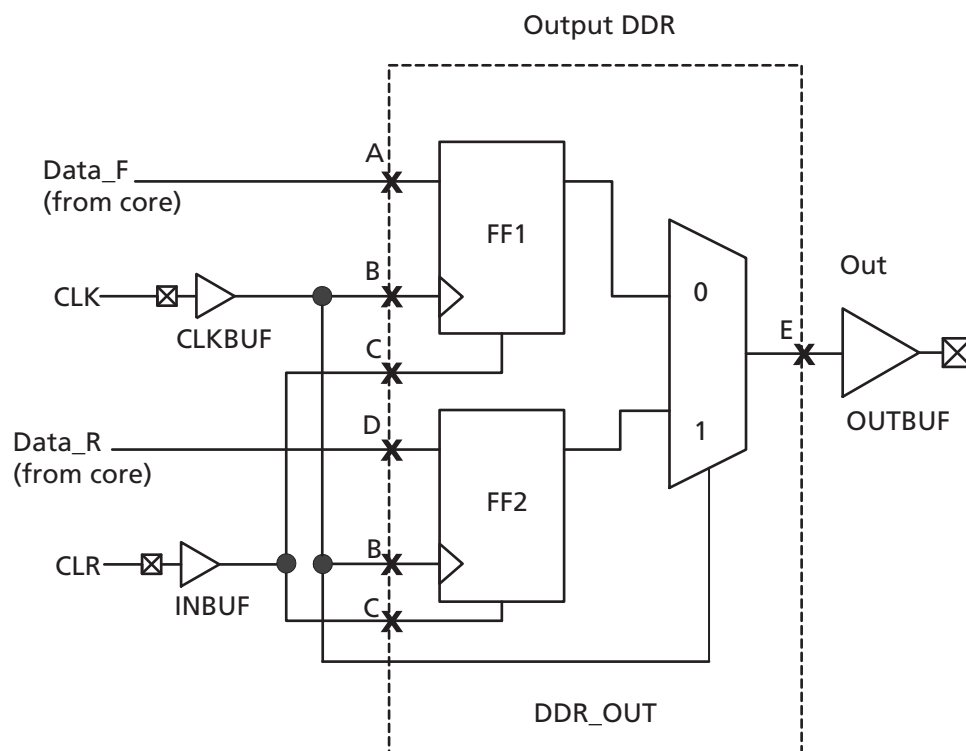 Output DDR
A
Data_F
(from core)
FF1
B
CLK
CLKBUF
0
Out
E
C
OUTBUF
D
Data_R
(from core)
1
FF2
B
CLR
INBUF
C
DDR_OUT